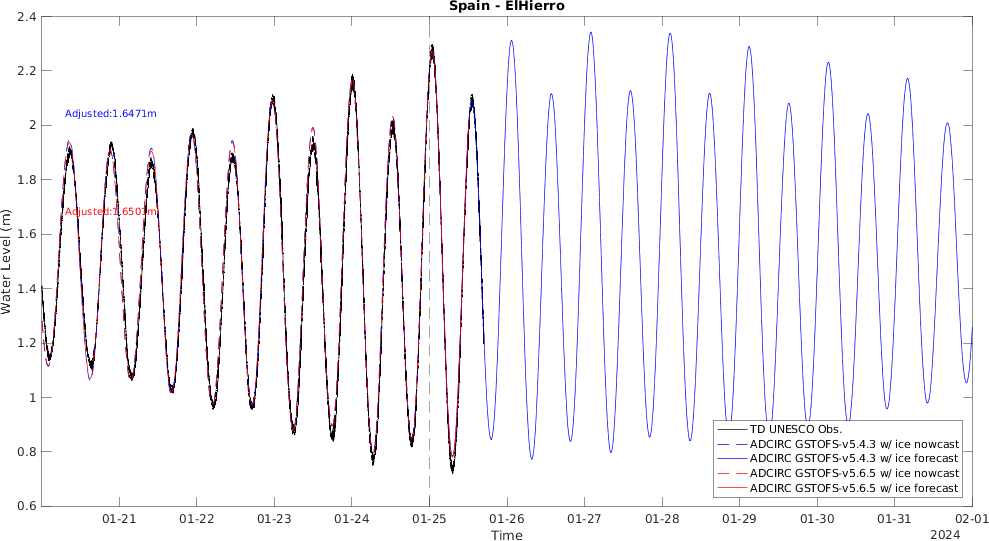 Spain - ElHierro
2.4
2.2
2
1.8
1.6
1.4
1.2
1
0.8
0.6
Water Level (m)
Adjusted:1.6471m
Adjusted:1.6501m
TD UNESCO Obs.
ADCIRC GSTOFS-v5.4.3 w/ ice nowcast
ADCIRC GSTOFS-v5.4.3 w/ ice forecast
ADCIRC GSTOFS-v5.6.5 w/ ice nowcast
ADCIRC GSTOFS-v5.6.5 w/ ice forecast
01-21 01-22 01-23 01-24 01-25 01-26 01-27 01-28 01-29 01-30 01-31 02-01
Time
2024